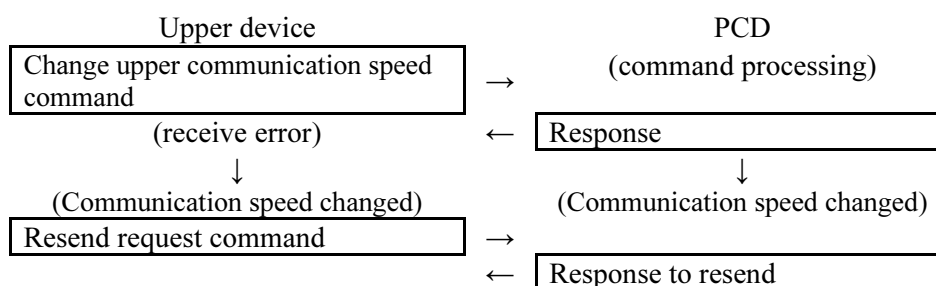 Upper device PCD
Change upper communication speed
command
→ (command processing)
(receive error) ← Response
↓ ↓
(Communication speed changed) (Communication speed changed)
Resend request command →
← Response to resend